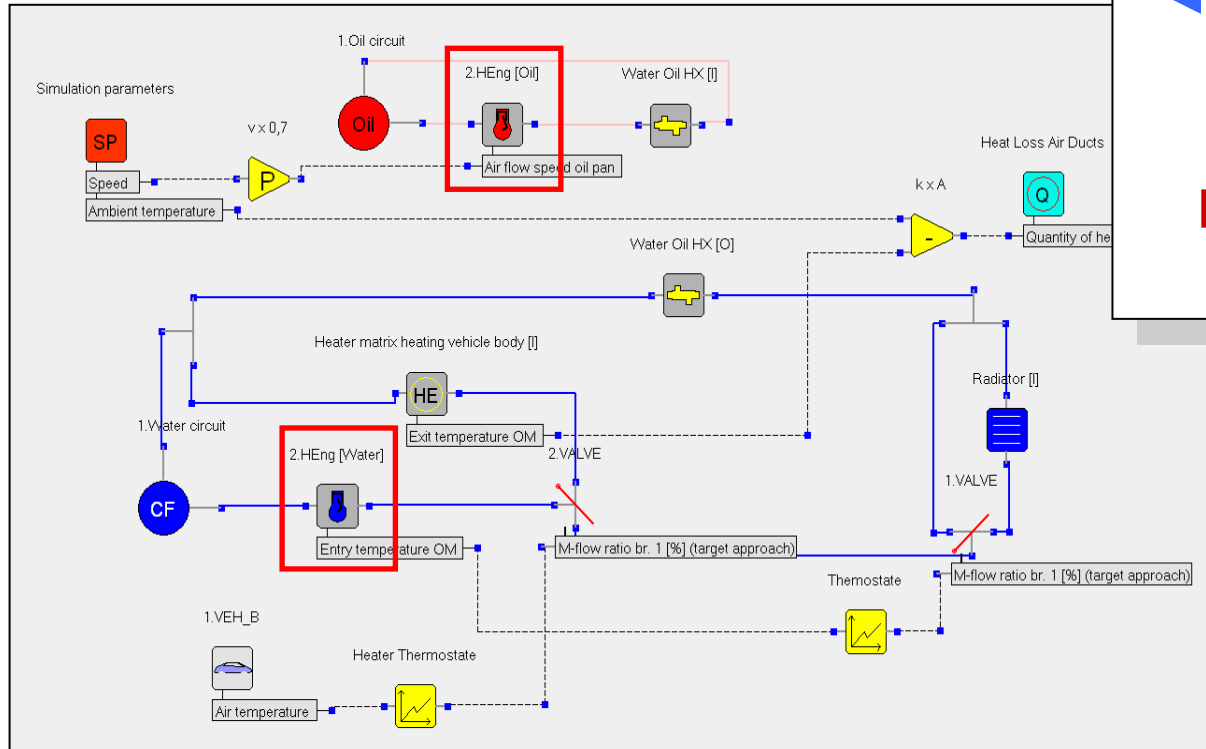 1.Oil circuit
2.HEng [Oil]
Water Oil HX [I]
Simulation parameters
SP
v x 0,7
Oil
Heat Loss Air Ducts
Speed
P
Air flow speed oil pan
k x A
Q
Ambient temperature
-
Quantity of he
Water Oil HX [O]
Heater matrix heating vehicle body [I]
HE
Radiator [I]
1.Water circuit
Exit temperature OM
2.HEng [Water]
2.VALVE
1.VALVE
CF
Entry temperature OM
M-flow ratio br. 1 [%] (target approach)
M-flow ratio br. 1 [%] (target approach)
Themostate
1.VEH_B
Heater Thermostate
Air temperature